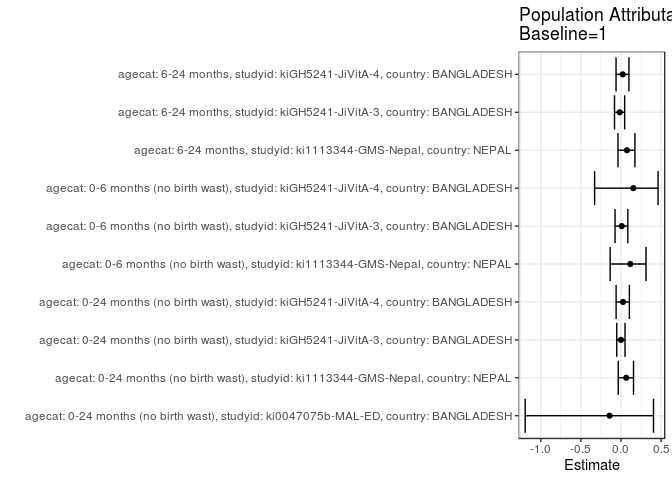 Population Attributa
Baseline=1
agecat: 6-24 months, studyid: kiGH5241-JiVitA-4, country: BANGLADESH
agecat: 6-24 months, studyid: kiGH5241-JiVitA-3, country: BANGLADESH
agecat: 6-24 months, studyid: ki1113344-GMS-Nepal, country: NEPAL
agecat: 0-6 months (no birth wast), studyid: kiGH5241-JiVitA-4, country: BANGLADESH
agecat: 0-6 months (no birth wast), studyid: kiGH5241-JiVitA-3, country: BANGLADESH
agecat: 0-6 months (no birth wast), studyid: ki1113344-GMS-Nepal, country: NEPAL
agecat: 0-24 months (no birth wast), studyid: kiGH5241-JiVitA-4, country: BANGLADESH
agecat: 0-24 months (no birth wast), studyid: kiGH5241-JiVitA-3, country: BANGLADESH
agecat: 0-24 months (no birth wast), studyid: ki1113344-GMS-Nepal, country: NEPAL
agecat: 0-24 months (no birth wast), studyid: ki0047075b-MAL-ED, country: BANGLADESH
-1.0 -0.5 0.0 0.5
Estimate